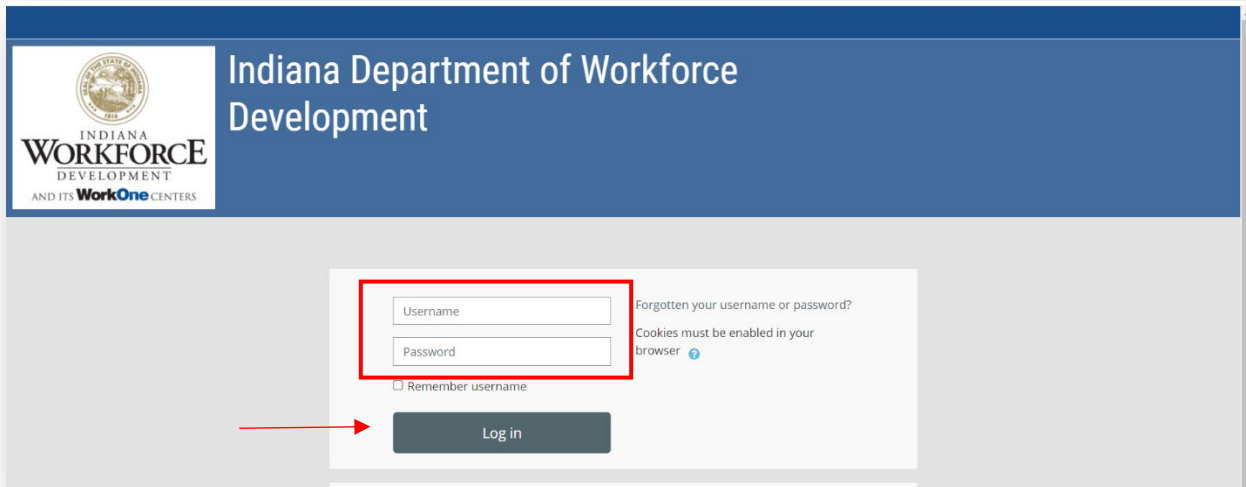 Indiana Department of Workforce
Development
INDIANA
WORKFORCE
DEVELOPMENT
AND ITS WorkOne CENTERS
Username
Password
Remember username
Log in
Forgotten your username or password?
Cookies must be enabled in your
browser